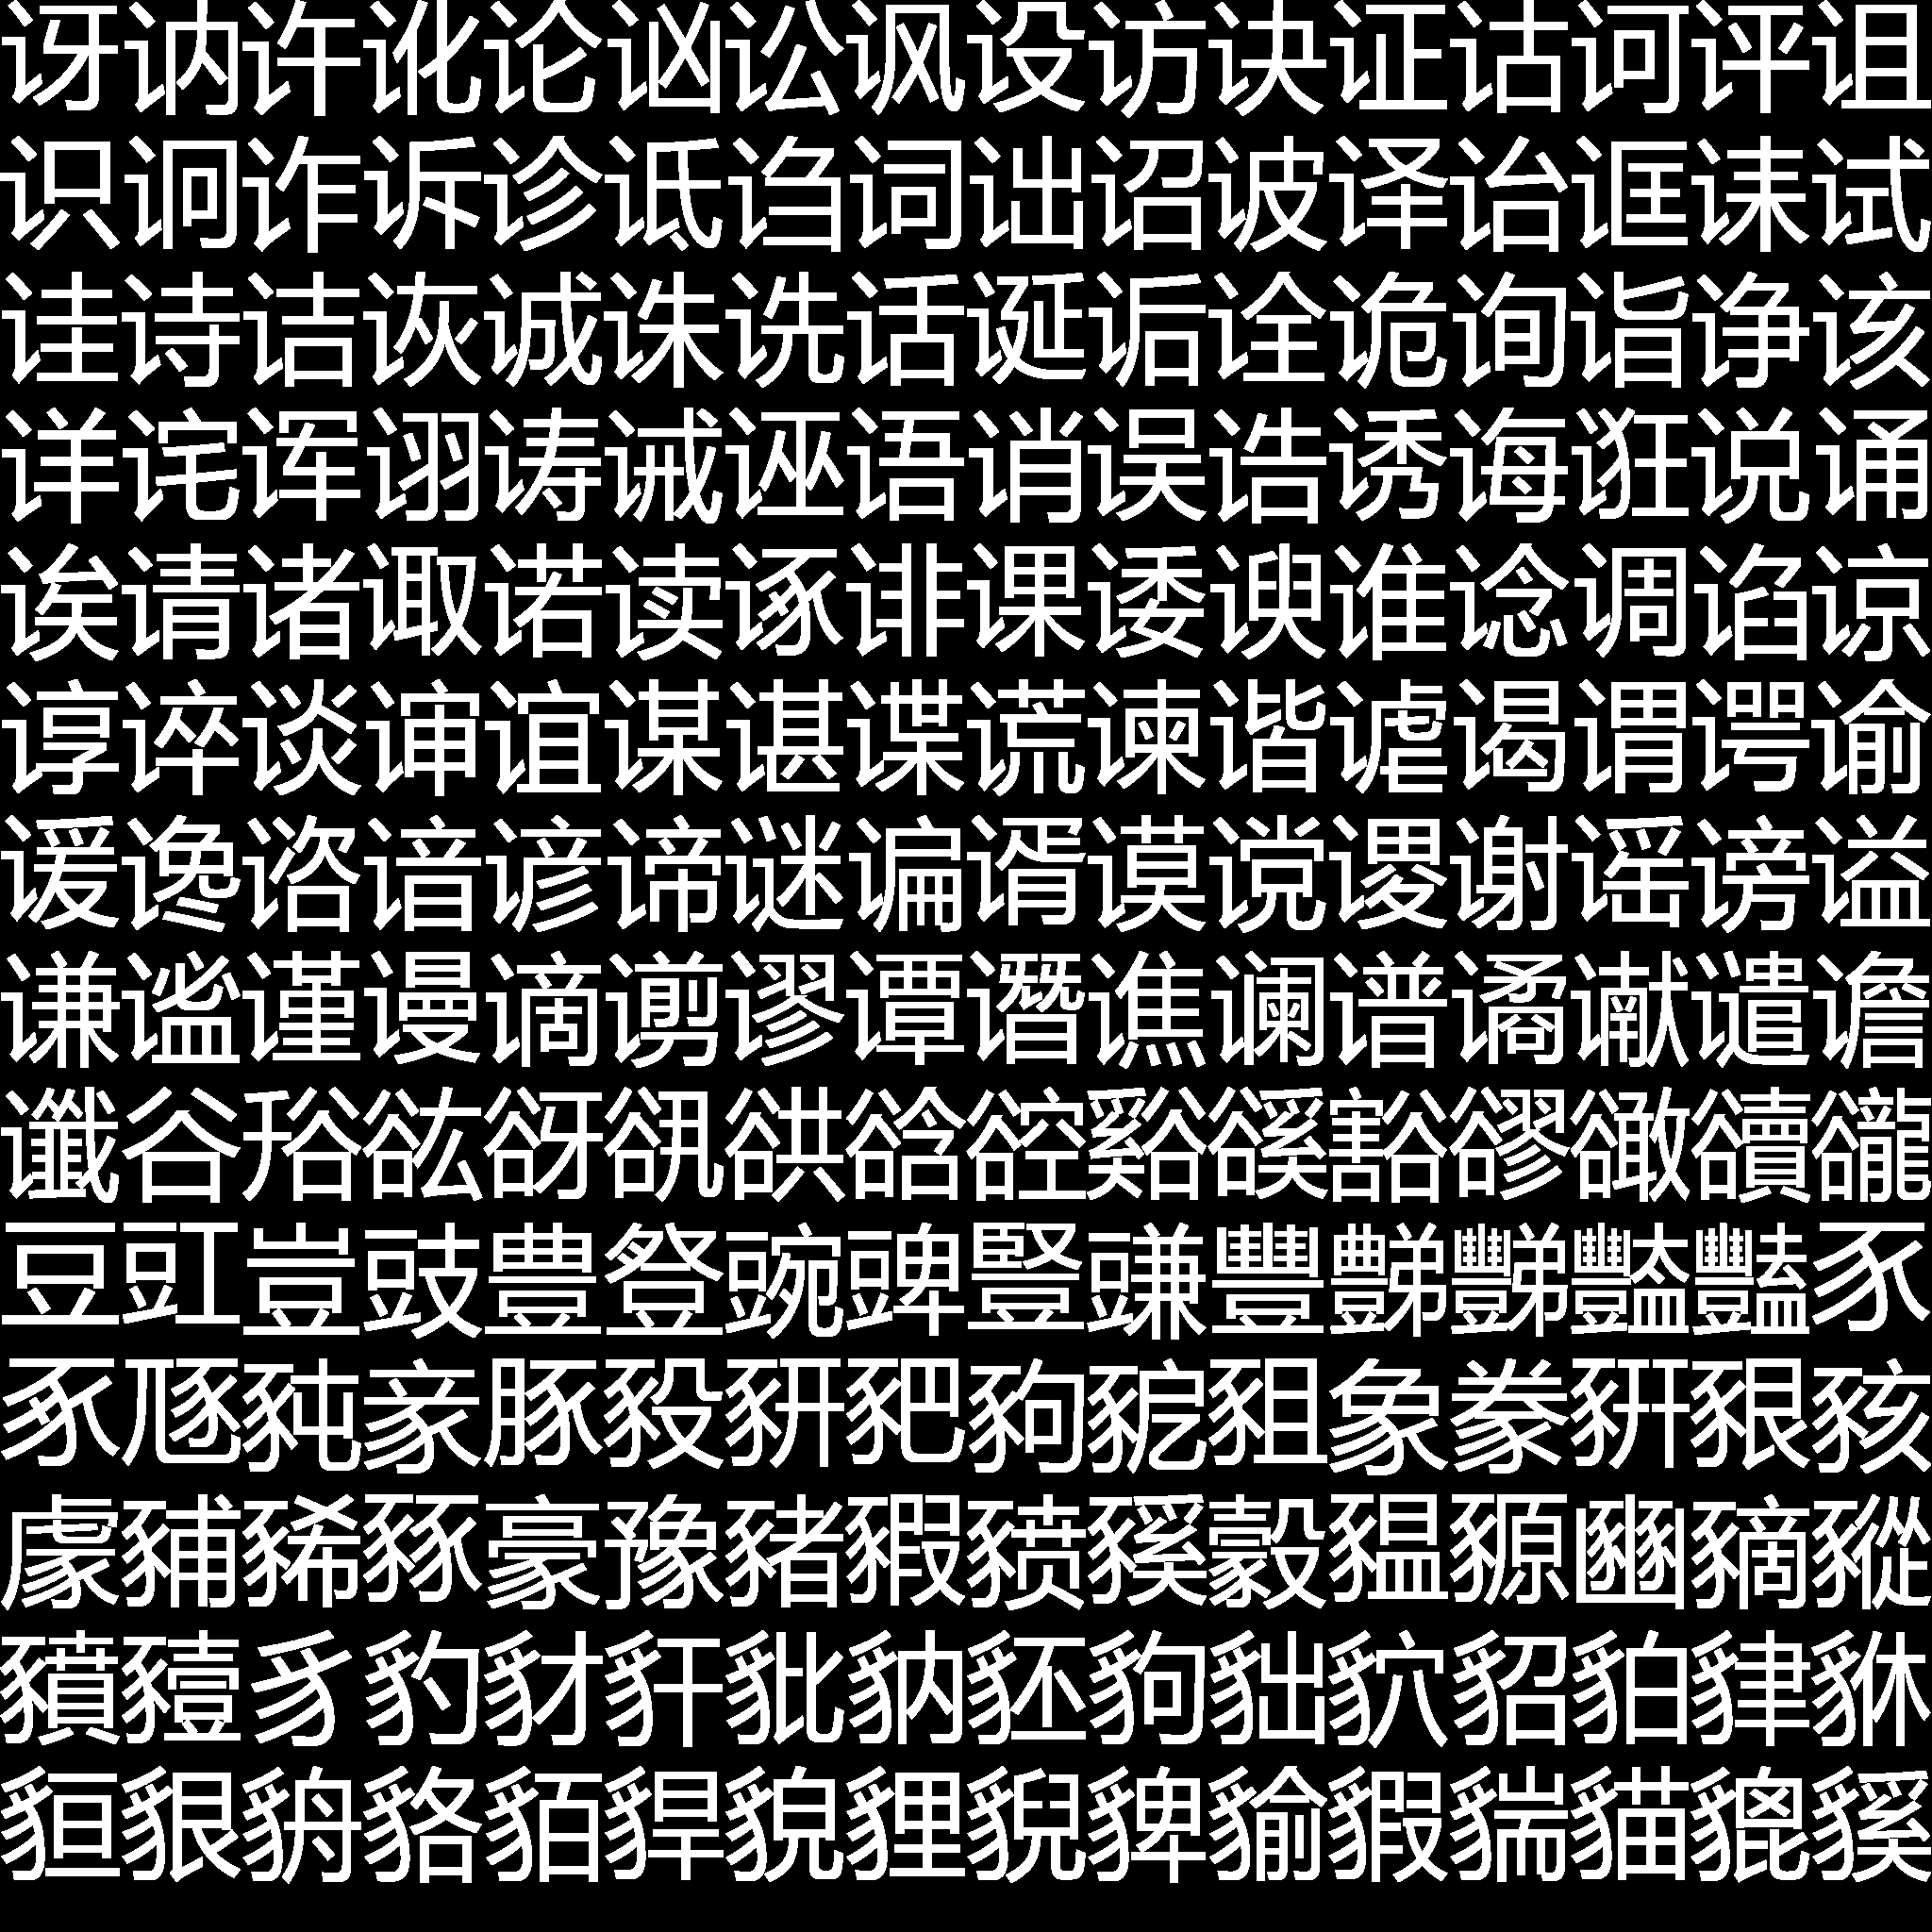 讶讷许讹论讻讼讽设访诀证诂诃评诅
识诇诈诉诊诋诌词诎诏诐译诒诓诔试
诖诗诘诙诚诛诜话诞诟诠诡询诣诤该
详诧诨诩诪诫诬语诮误诰诱诲诳说诵
诶请诸诹诺读诼诽课诿谀谁谂调谄谅
谆谇谈谉谊谋谌谍谎谏谐谑谒谓谔谕
谖谗谘谙谚谛谜谝谞谟谠谡谢谣谤谥
谦谧谨谩谪谫谬谭谮谯谰谱谲谳谴谵
谶谷谸谹谺谻谼谽谾谿豀豁豂豃豄豅
豆豇豈豉豊豋豌豍豎豏豐豑豒豓豔豕
豖豗豘豙豚豛豜豝豞豟豠象豢豣豤豥
豦豧豨豩豪豫豬豭豮豯豰豱豲豳豴豵
豶豷豸豹豺豻豼豽豾豿貀貁貂貃貄貅
貆貇貈貉貊貋貌貍貎貏貐貑貒貓貔貕